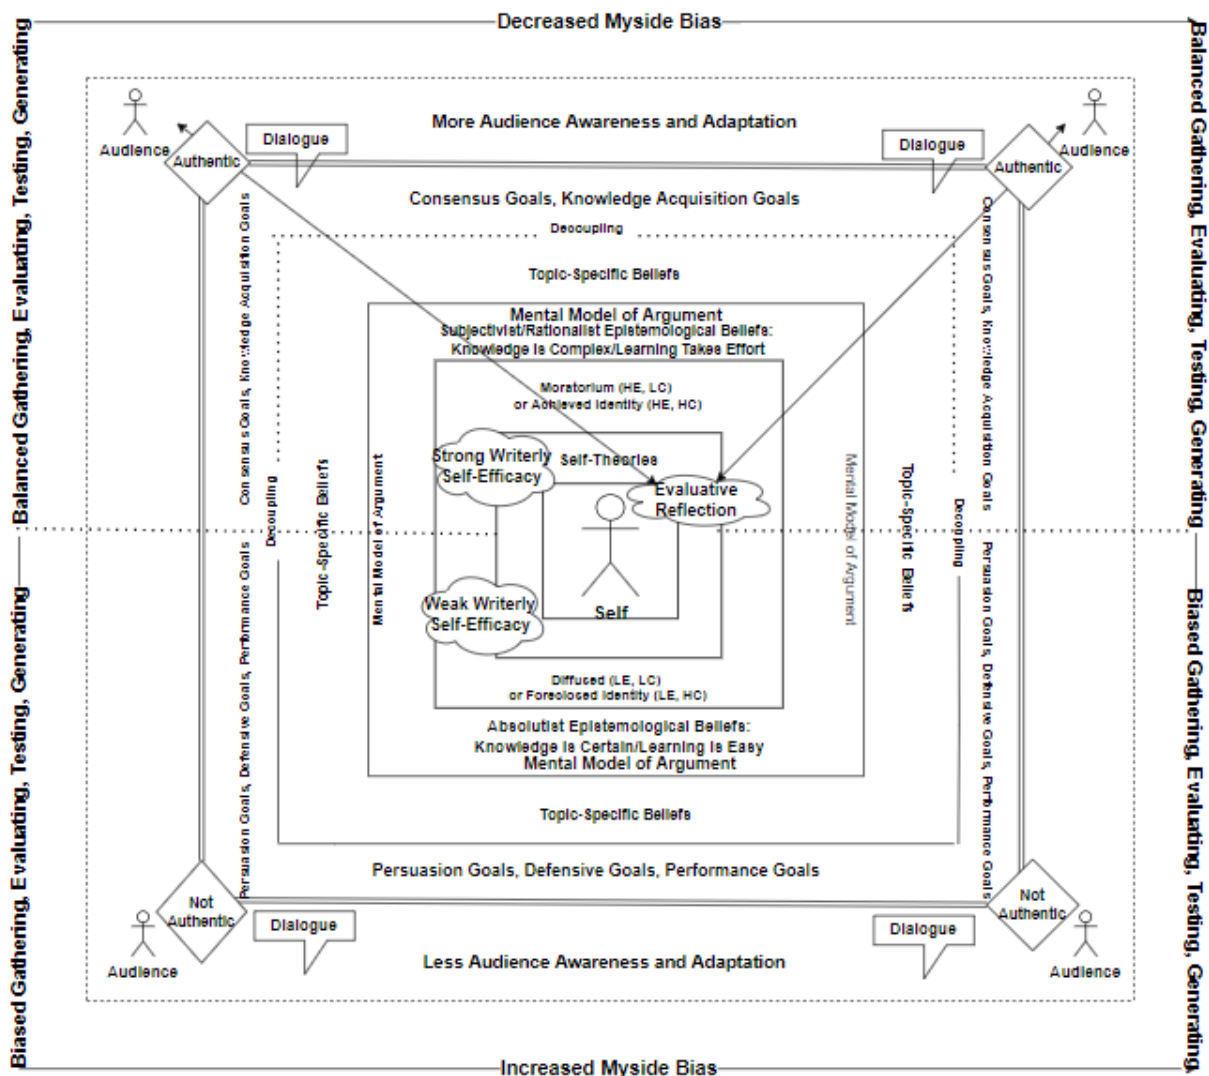 Decreased Myside Bias
Balanced Gathering, Evaluating, Testing, Generating
Balanced Gathering, Evaluating, Testing, Generating
Audience
Authentic
Dialogue
More Audience Awareness and Adaptation
Dialogue
Authentic
Audience
Consensus Goals, Knowledge Acquisition Goals
Consensus Goals, Knowledge Acquisition Goals
Consensus Goals, Knowledge Acquisition Goals
Decoupling
Topic-Specific Beliefs
Mental Model of Argument
Subjectivist/Rationalist Epistemological Beliefs:
Knowledge Is Complex/Learning Takes Effort
Moratorium (HE, LC)
or Achieved Identity (HE, HC)
Strong Writerly
Self-Efficacy
Self-Theories
Evaluative
Reflection
Decoupling
Topic-Specific Beliefs
Mental Model of Argument
Mental Model of Argument
Topic-Specific Beliefs
Decoupling
Self
Weak Writerly
Self-Efficacy
Diffused (LE, LC)
or Foreclosed Identity (LE, HC)
Absolutist Epistemological Beliefs:
Knowledge Is Certain/Learning Is Easy
Mental Model of Argument
Topic-Specific Beliefs
Persuasion Goals, Defensive Goals, Performance Goals
Persuasion Goals, Defensive Goals, Performance Goals
Persuasion Goals, Defensive Goals, Performance Goals
Biased Gathering, Evaluating, Testing, Generating
Biased Gathering, Evaluating, Testing, Generating,
Not
Authentic
Audience
Dialogue
Less Audience Awareness and Adaptation
Dialogue
Not
Authentic
Audience
Increased Myside Bias